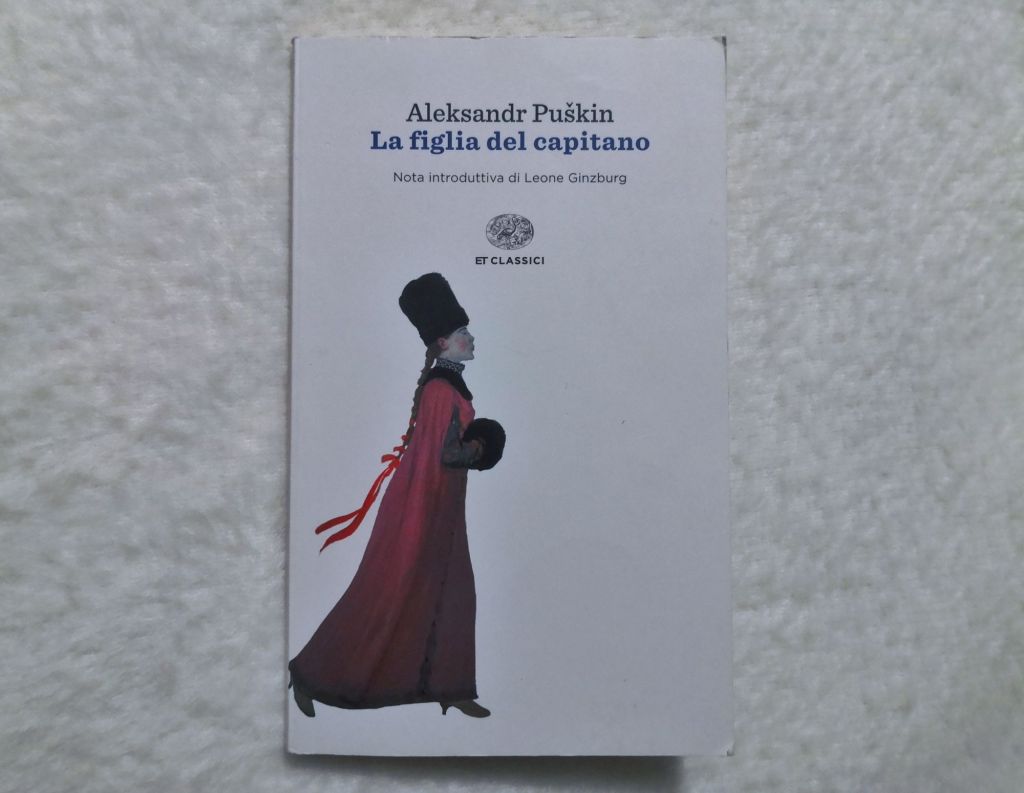 Aleksandr Puškin
La figlia del capitano
Nota introduttiva di Leone Ginzburg
ET CLASSICI